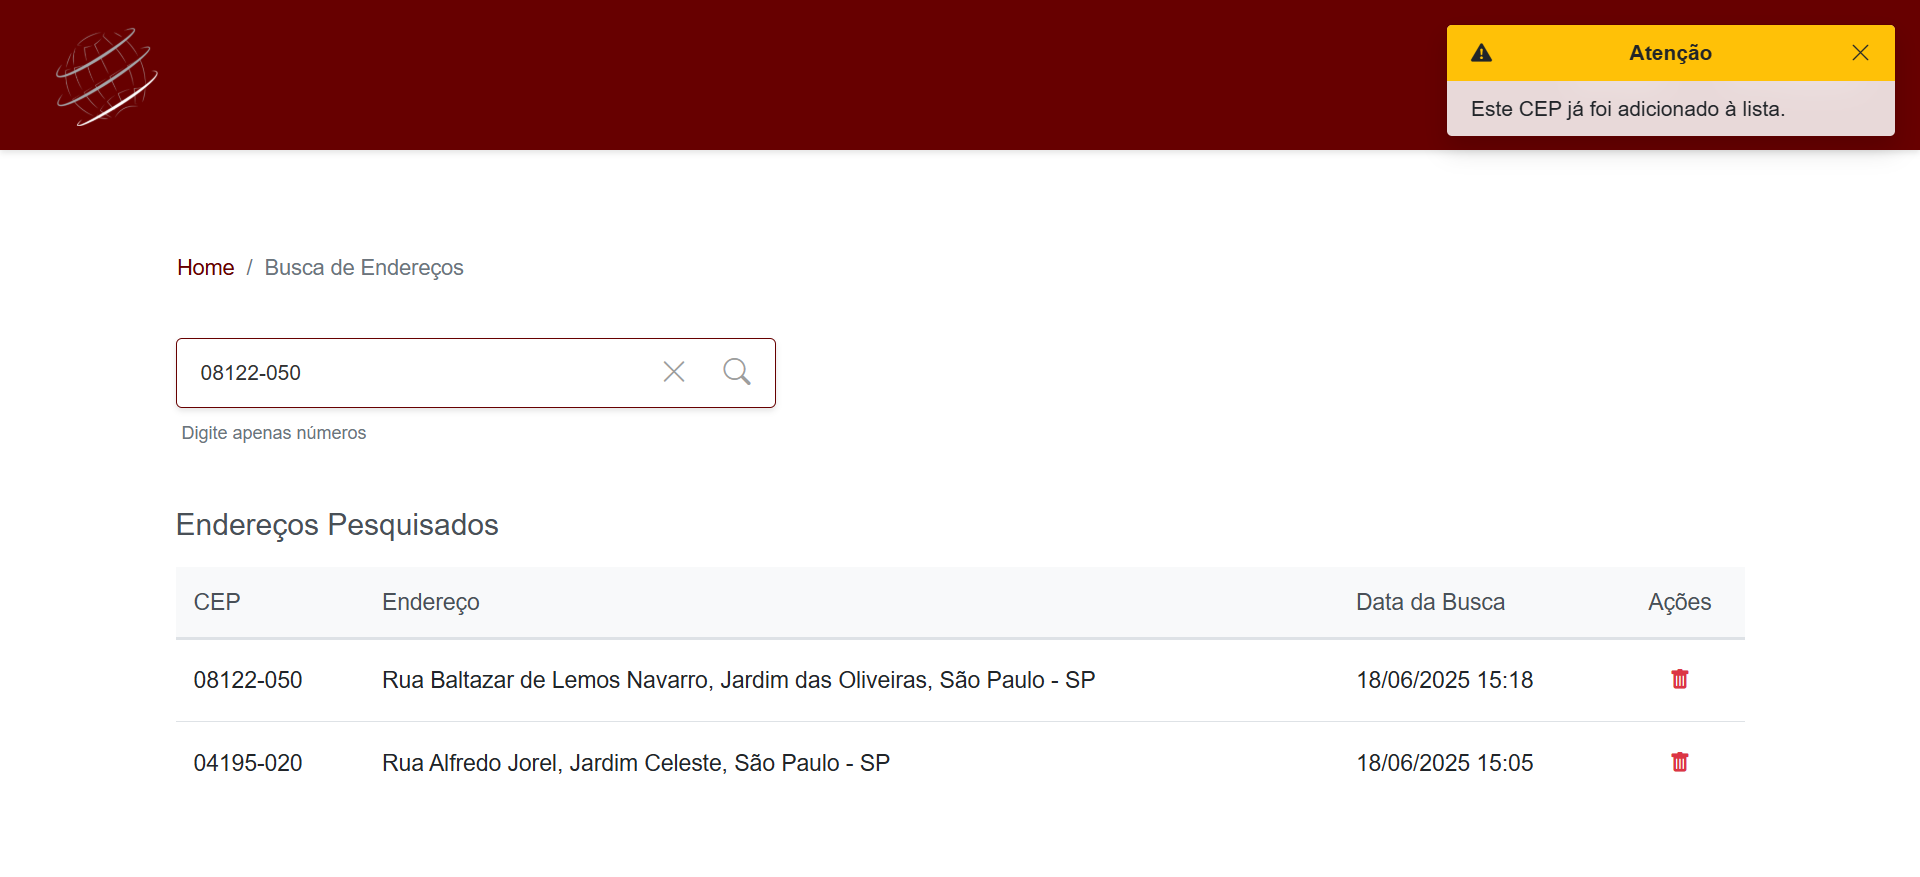 Atenção
Este CEP já foi adicionado à lista.
Home / Busca de Endereços
08122-050
Digite apenas números
Endereços Pesquisados
CEP Endereço Data da Busca Ações
08122-050 Rua Baltazar de Lemos Navarro, Jardim das Oliveiras, São Paulo - SP 18/06/2025 15:18
04195-020 Rua Alfredo Jorel, Jardim Celeste, São Paulo - SP 18/06/2025 15:05